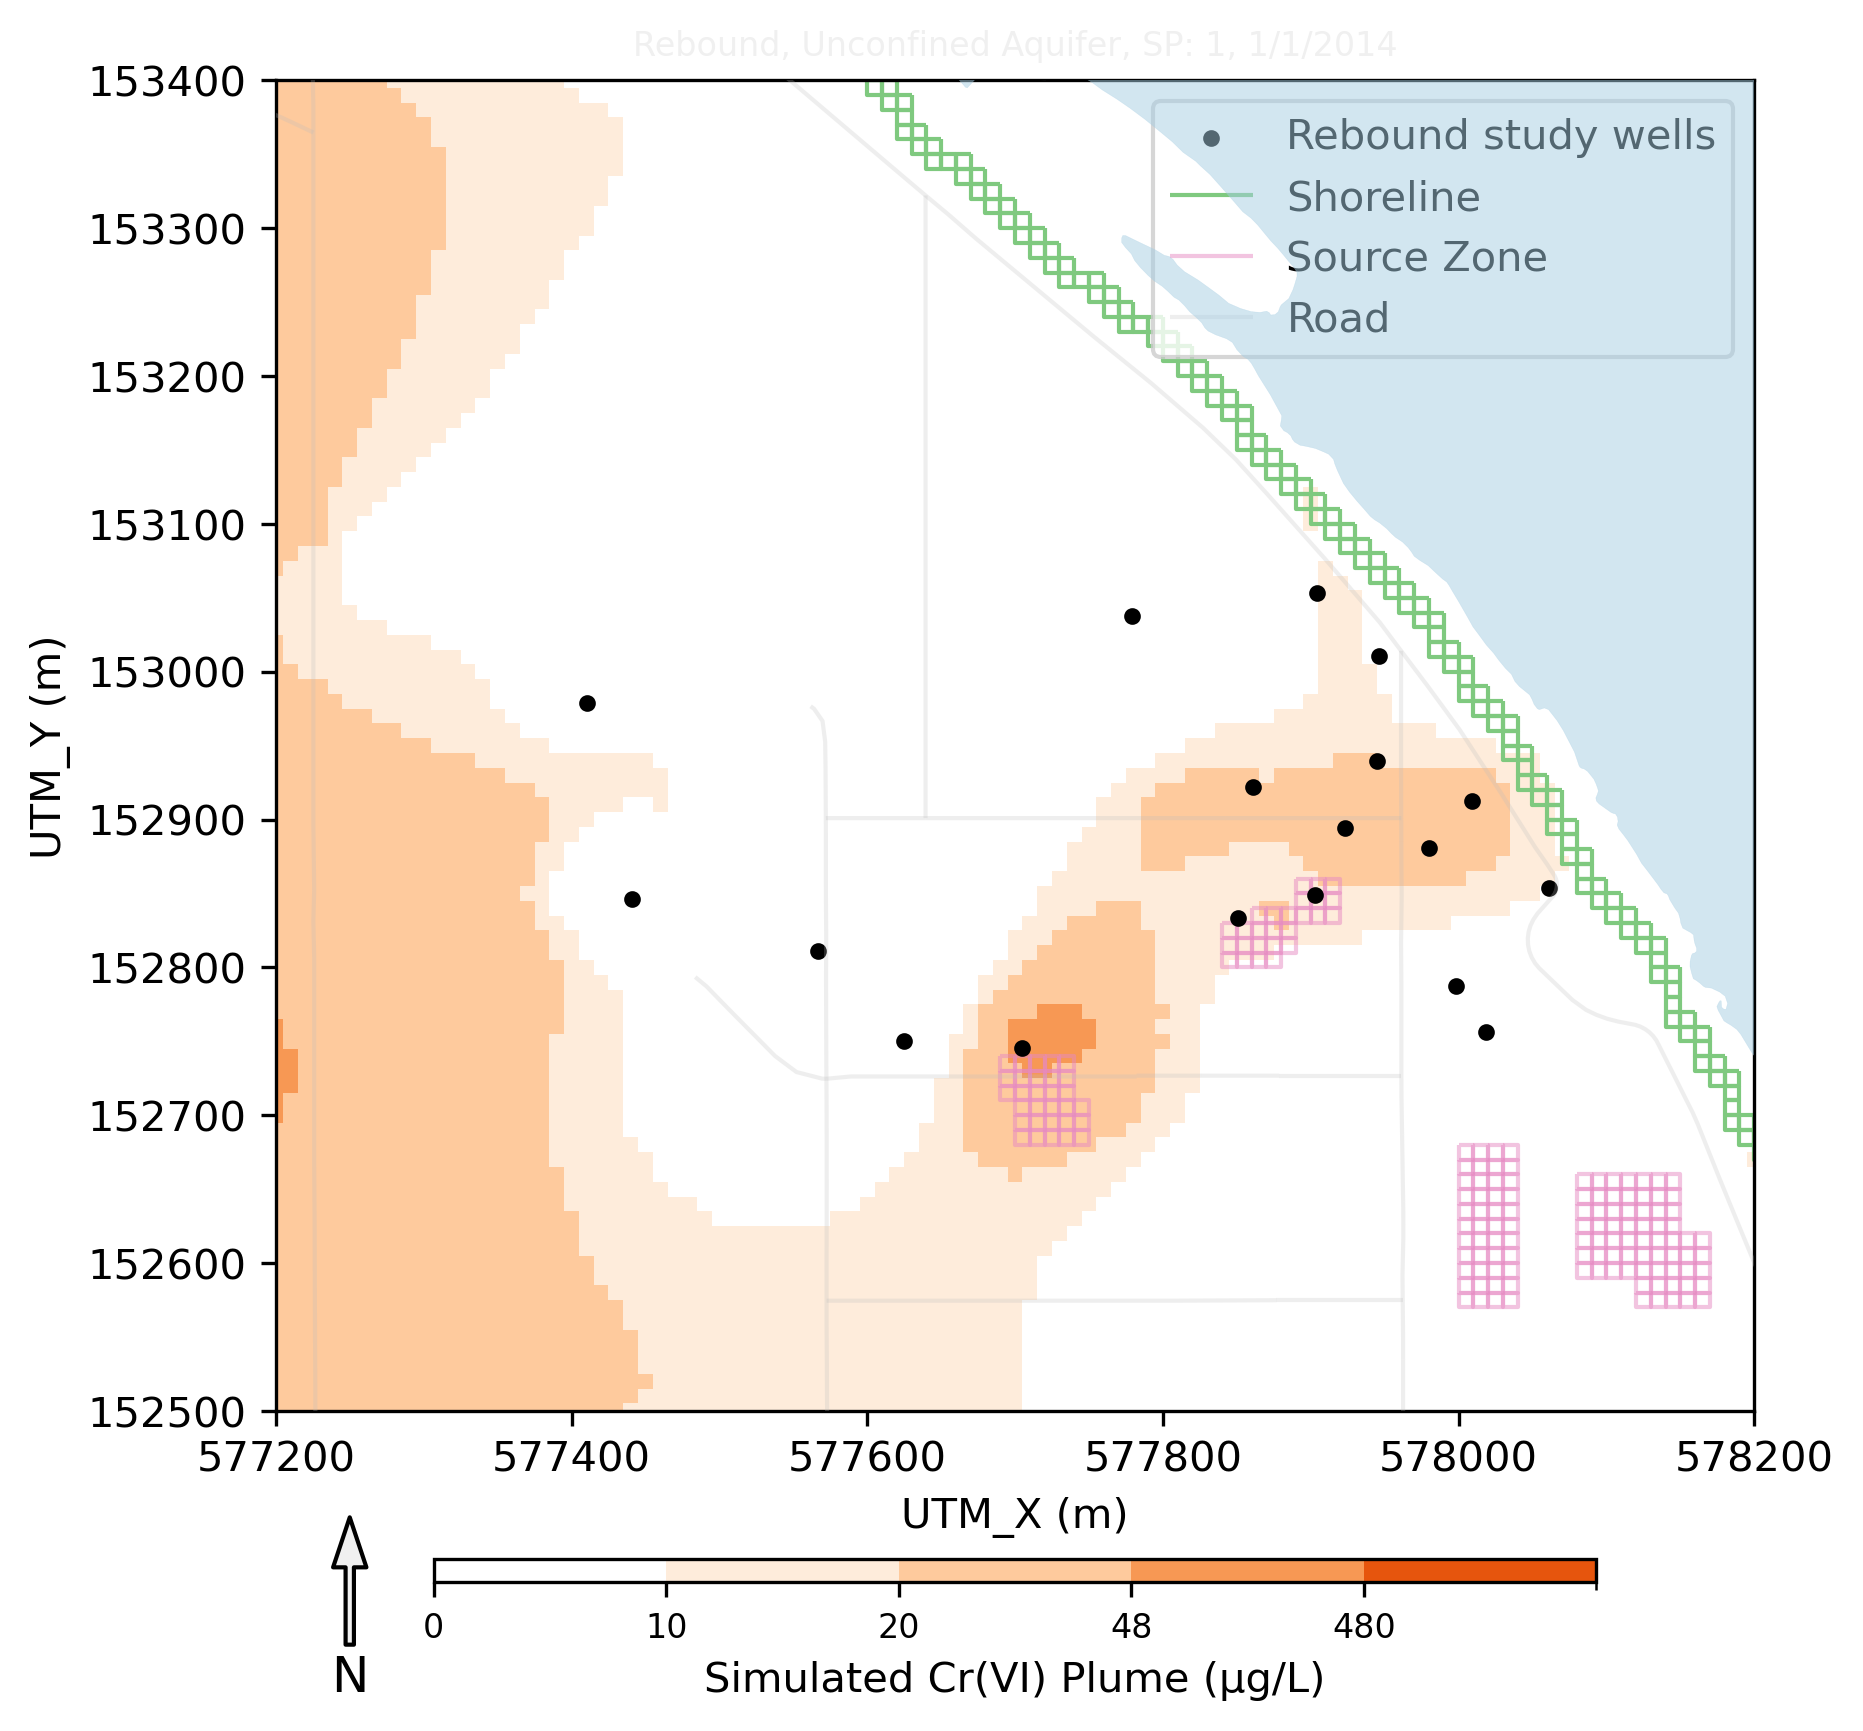 Rebound, Unconfined Aquifer, SP: 1, 1/1/2014
Rebound study wells
Shoreline
Source Zone
Road
153400
153300
153200
153100
153000
152900
152800
152700
152600
152500
UTM_Y (m)
577200 577400 577600 577800 578000 578200
UTM_X (m)
0 10 20 48 480
Simulated Cr(VI) Plume (µg/L)
N